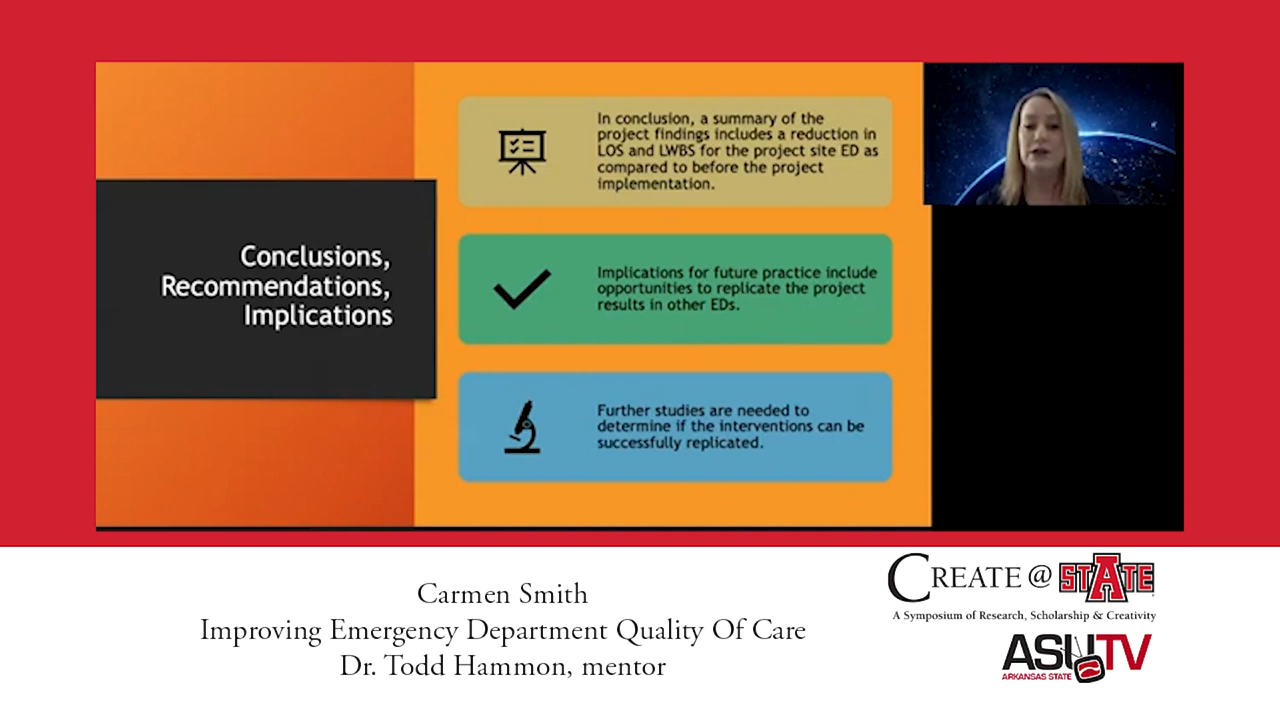 Conclusions,
Recommendations,
Implications
In conclusion, a summary of the
project findings includes a reduction in
LOS and LWBS for the project site ED as
compared to before the project
implementation.
Implications for future practice include
opportunities to replicate the project
results in other EDs.
Further studies are needed to
determine if the interventions can be
successfully replicated.
Carmen Smith
Improving Emergency Department Quality Of Care
Dr. Todd Hammon, mentor
CREATE @ STATE
A Symposium of Research, Scholarship & Creativity
ASUTV
ARKANSAS STATE